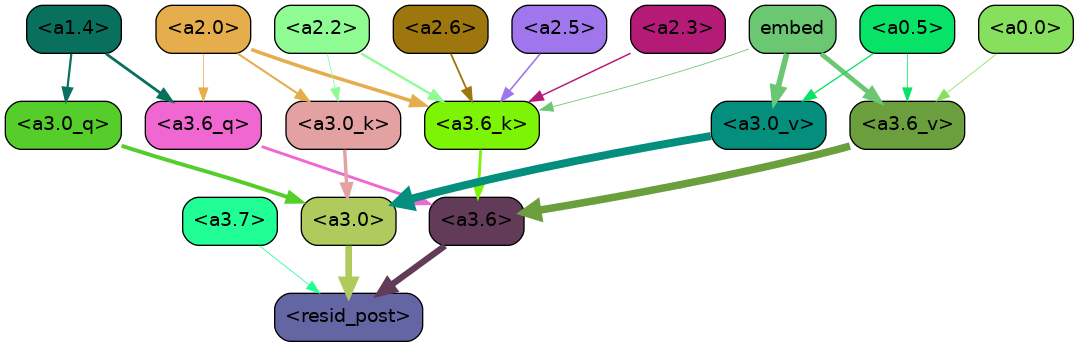 <a1.4> <a2.0> <a2.2> <a2.6> <a2.5> <a2.3> embed <a0.5> <a0.0>
<a3.0_q> <a3.6_q> <a3.0_k> <a3.6_k> <a3.0_v> <a3.6_v>
<a3.7> <a3.0> <a3.6>
<resid_post>